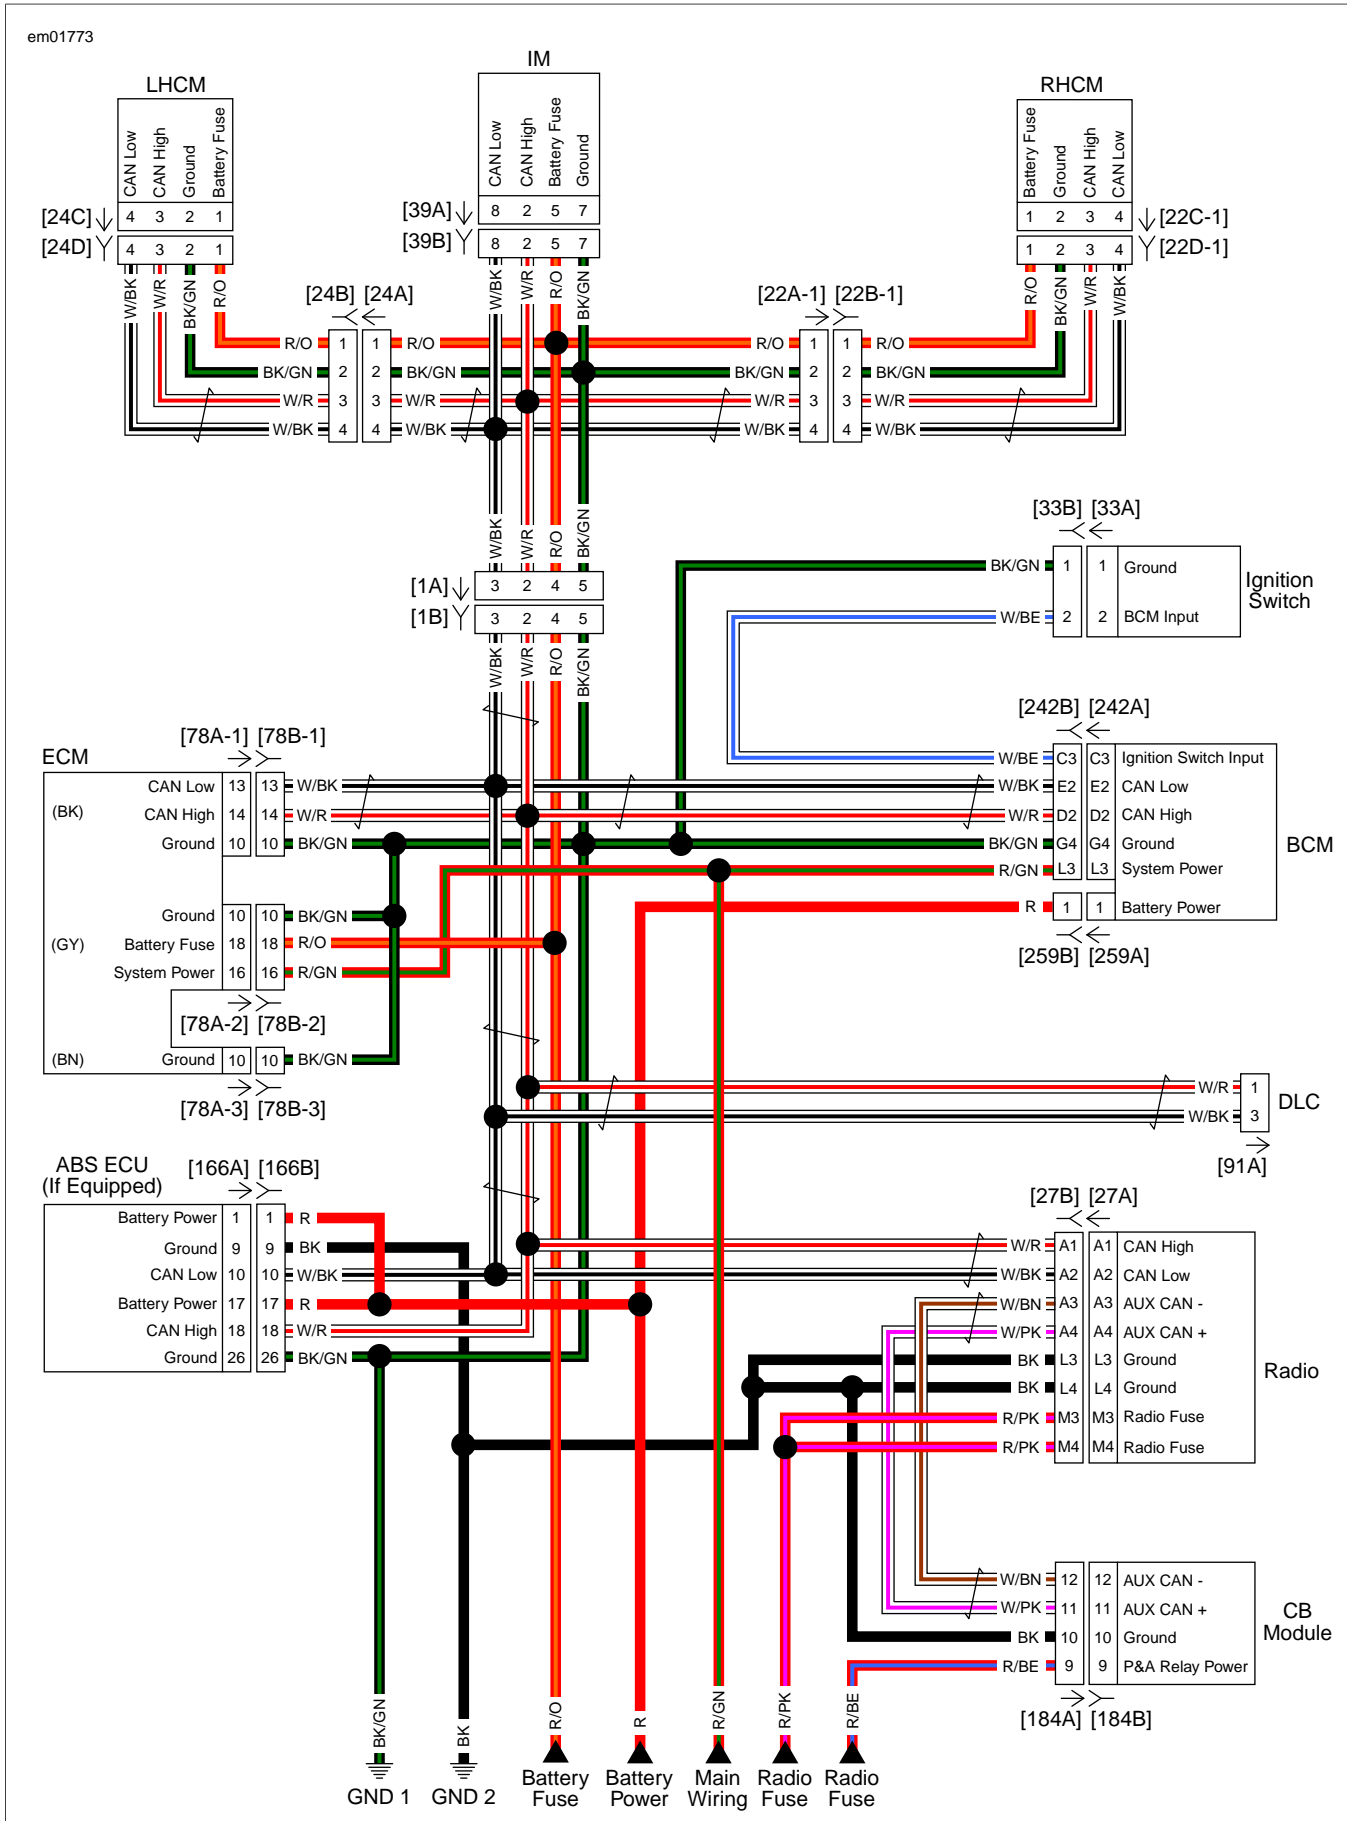 em01773
LHCM
IM
RHCM
CAN Low
CAN High
Ground
Battery Fuse
CAN Low
CAN High
Battery Fuse
Ground
Battery Fuse
Ground
CAN High
CAN Low
[24C] 4 3 2 1
[24D] 4 3 2 1
[39A] 8 2 5 7
[39B] 8 2 5 7
1 2 3 4 [22C-1]
1 2 3 4 [22D-1]
W/BK W/R BK/GN R/O
W/BK W/R R/O BK/GN
R/O BK/GN W/R W/BK
[24B] [24A]
[22A-1] [22B-1]
R/O 1 1 R/O R/O 1 1 R/O
BK/GN 2 2 BK/GN BK/GN 2 2 BK/GN
W/R 3 3 W/R W/R 3 3 W/R
W/BK 4 4 W/BK W/BK 4 4 W/BK
W/BK W/R R/O BK/GN
[1A] 3 2 4 5
[1B] 3 2 4 5
W/BK W/R R/O BK/GN
[33B] [33A]
BK/GN 1 1 Ground
W/BE 2 2 BCM Input
Ignition
Switch
[242B] [242A]
W/BE C3 C3 Ignition Switch Input
W/BK E2 E2 CAN Low
W/R D2 D2 CAN High
BK/GN G4 G4 Ground
R/GN L3 L3 System Power
R 1 1 Battery Power
BCM
[259B] [259A]
ECM
[78A-1] [78B-1]
(BK)
CAN Low 13 13 W/BK
CAN High 14 14 W/R
Ground 10 10 BK/GN
(GY)
Ground 10 10 BK/GN
Battery Fuse 18 18 R/O
System Power 16 16 R/GN
[78A-2] [78B-2]
(BN)
Ground 10 10 BK/GN
[78A-3] [78B-3]
W/R 1
W/BK 3
DLC
[91A]
ABS ECU
(If Equipped)
[166A] [166B]
Battery Power 1 1 R
Ground 9 9 BK
CAN Low 10 10 W/BK
Battery Power 17 17 R
CAN High 18 18 W/R
Ground 26 26 BK/GN
[27B] [27A]
W/R A1 A1 CAN High
W/BK A2 A2 CAN Low
W/BN A3 A3 AUX CAN -
W/PK A4 A4 AUX CAN +
BK L3 L3 Ground
BK L4 L4 Ground
R/PK M3 M3 Radio Fuse
R/PK M4 M4 Radio Fuse
Radio
W/BN 12 12 AUX CAN -
W/PK 11 11 AUX CAN +
BK 10 10 Ground
R/BE 9 9 P&A Relay Power
CB
Module
[184A] [184B]
BK/GN BK R/O R R/GN R/PK R/BE
GND 1
GND 2
Battery
Fuse
Battery
Power
Main
Wiring
Radio
Fuse
Radio
Fuse